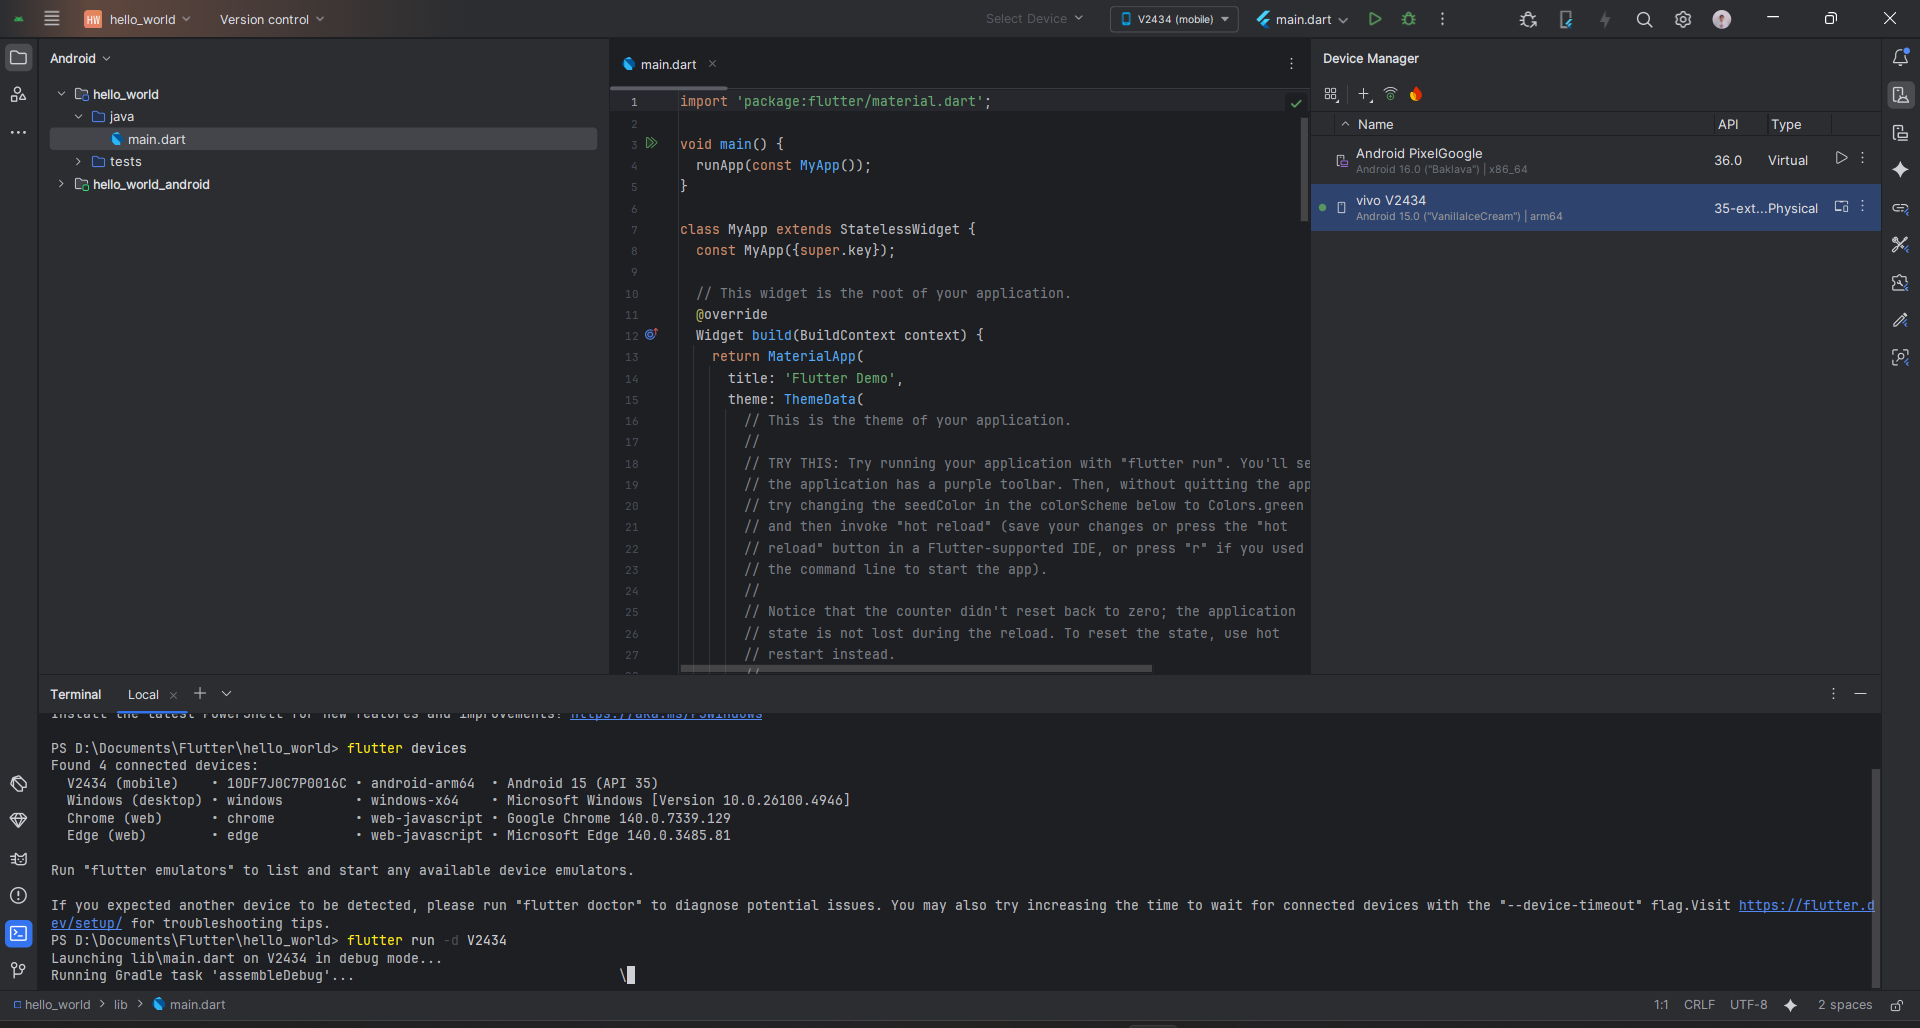 HW hello_world
Version control
Select Device
V2434 (mobile)
main.dart
Android
hello_world
java
main.dart
tests
hello_world_android
main.dart
1 import 'package:flutter/material.dart';
2
3 void main() {
4 runApp(const MyApp());
5 }
6
7 class MyApp extends StatelessWidget {
8 const MyApp({super.key});
9
10 // This widget is the root of your application.
11 @override
12 Widget build(BuildContext context) {
13 return MaterialApp(
14 title: 'Flutter Demo',
15 theme: ThemeData(
16 // This is the theme of your application.
17 //
18 // TRY THIS: Try running your application with "flutter run". You'll se
19 // the application has a purple toolbar. Then, without quitting the app
20 // try changing the seedColor in the colorScheme below to Colors.green
21 // and then invoke "hot reload" (save your changes or press the "hot
22 // reload" button in a Flutter-supported IDE, or press "r" if you used
23 // the command line to start the app).
24 //
25 // Notice that the counter didn't reset back to zero; the application
26 // state is not lost during the reload. To reset the state, use hot
27 // restart instead.
Device Manager
Name API Type
Android PixelGoogle 36.0 Virtual
Android 16.0 ("Baklava") | x86_64
vivo V2434 35-ext... Physical
Android 15.0 ("VanillaIceCream") | arm64
Terminal Local
Install the latest PowerShell for new features and improvements! https://aka.ms/PSWindows
PS D:\Documents\Flutter\hello_world> flutter devices
Found 4 connected devices:
V2434 (mobile) • 10DF7J0C7P0016C • android-arm64 • Android 15 (API 35)
Windows (desktop) • windows • windows-x64 • Microsoft Windows [Version 10.0.26100.4946]
Chrome (web) • chrome • web-javascript • Google Chrome 140.0.7339.129
Edge (web) • edge • web-javascript • Microsoft Edge 140.0.3485.81
Run "flutter emulators" to list and start any available device emulators.
If you expected another device to be detected, please run "flutter doctor" to diagnose potential issues. You may also try increasing the time to wait for connected devices with the "--device-timeout" flag.Visit https://flutter.d
ev/setup/ for troubleshooting tips.
PS D:\Documents\Flutter\hello_world> flutter run -d V2434
Launching lib\main.dart on V2434 in debug mode...
Running Gradle task 'assembleDebug'... \
hello_world > lib > main.dart
1:1 CRLF UTF-8 2 spaces